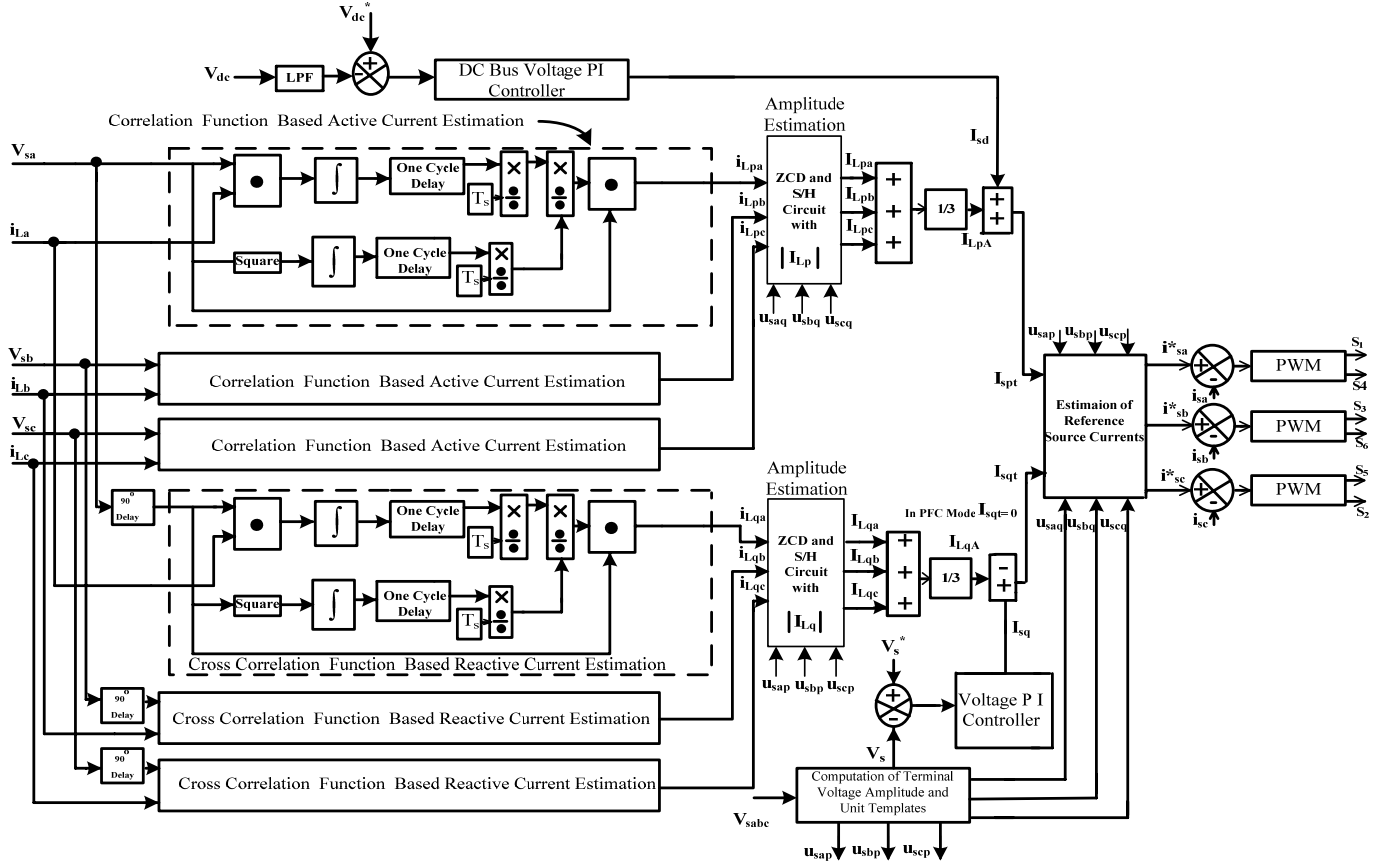 Vdc*
Vdc
LPF
+
-
DC Bus Voltage PI
Controller
Correlation Function Based Active Current Estimation
Amplitude
Estimation
Isd
Vsa
iLa
∫
One Cycle
Delay
Ts
×
÷
×
÷
Square
∫
One Cycle
Delay
Ts
×
÷
iLpa
iLpb
iLpc
ZCD and
S/H
Circuit
with
|ILp|
ILpa
ILpb
ILpc
+
+
+
1/3
ILpA
+
+
usaq
usbq
uscq
Vsb
iLb
Correlation Function Based Active Current Estimation
Vsc
iLc
Correlation Function Based Active Current Estimation
usap
usbp
uscp
Ispt
Isqt
Estimaion of
Reference
Source Currents
i*sa
+
-
isa
PWM
S1
S4
i*sb
+
-
isb
PWM
S3
S6
i*sc
+
-
isc
PWM
S5
S2
usaq
usbq
uscq
90°
Delay
∫
One Cycle
Delay
Ts
×
÷
×
÷
Square
∫
One Cycle
Delay
Ts
×
÷
Cross Correlation Function Based Reactive Current Estimation
Amplitude
Estimation
iLqa
iLqb
iLqc
ZCD and
S/H
Circuit
with
|ILq|
ILqa
ILqb
ILqc
+
+
+
1/3
In PFC Mode Isqt=0
ILqA
-
+
Isq
usap
usbp
uscp
90°
Delay
Cross Correlation Function Based Reactive Current Estimation
90°
Delay
Cross Correlation Function Based Reactive Current Estimation
Vs*
+
-
Vs
Voltage P I
Controller
Computation of Terminal
Voltage Amplitude and
Unit Templates
Vsabc
usap
usbp
uscp